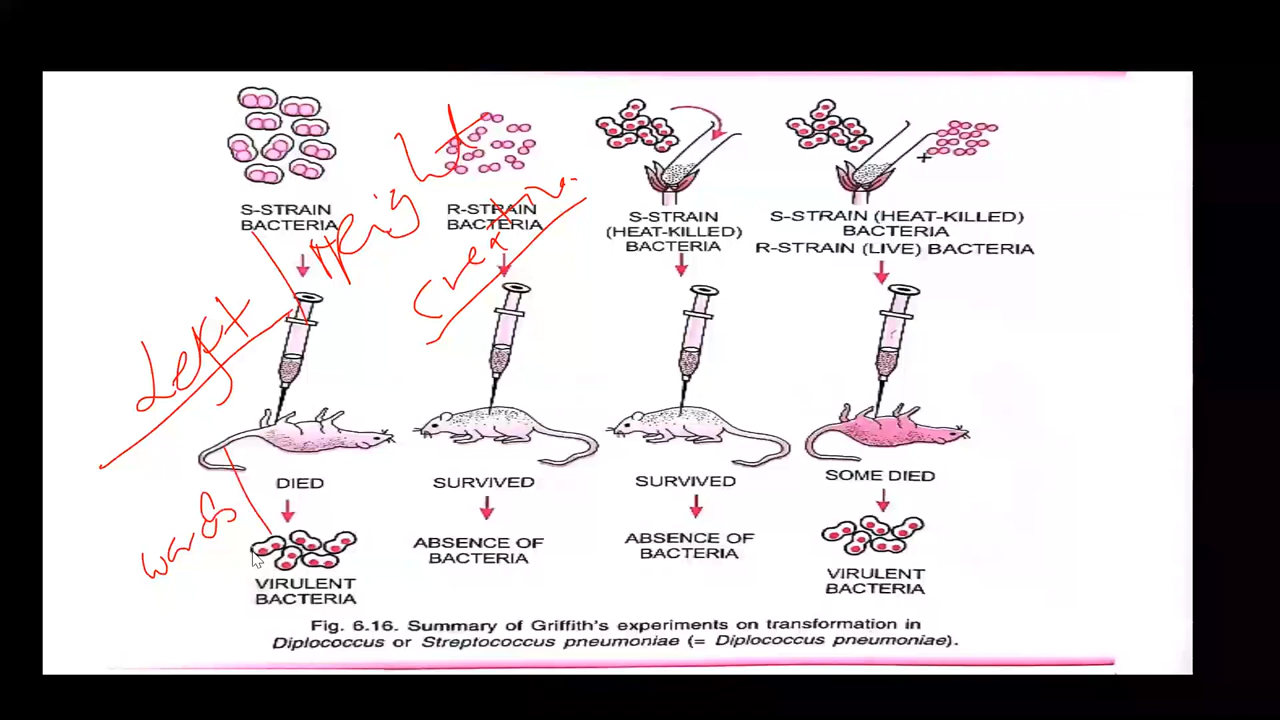 S-STRAIN
BACTERIA
R-STRAIN
BACTERIA
S-STRAIN
(HEAT-KILLED)
BACTERIA
S-STRAIN (HEAT-KILLED)
BACTERIA
R-STRAIN (LIVE) BACTERIA
+
Right
Left
words
DIED
SURVIVED
SURVIVED
SOME DIED
VIRULENT
BACTERIA
ABSENCE OF
BACTERIA
ABSENCE OF
BACTERIA
VIRULENT
BACTERIA
Fig. 6.16. Summary of Griffith's experiments on transformation in
Diplococcus or Streptococcus pneumoniae (= Diplococcus pneumoniae).